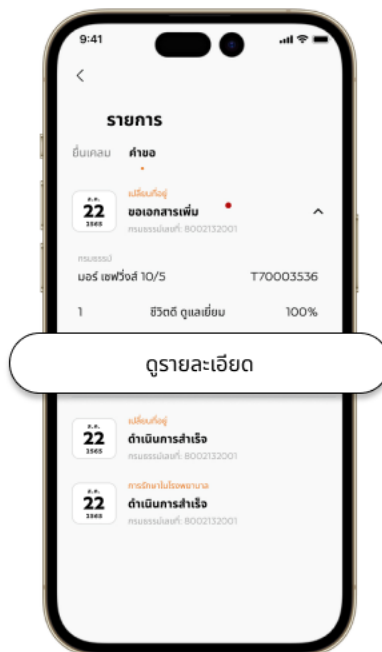 9:41
รายการ
ยื่นเคลม คำขอ
เปลี่ยนที่อยู่
22
2565
ขอเอกสารเพิ่ม
กรมธรรม์เลขที่: 8002132001
กรมธรรม์
มอร์ เซฟวิ่งส์ 10/5 T70003536
1 ชีวิตดี ดูแลเยี่ยม 100%
ดูรายละเอียด
เปลี่ยนที่อยู่
22
2565
ดำเนินการสำเร็จ
กรมธรรม์เลขที่: 8002132001
การรักษาในโรงพยาบาล
22
2565
ดำเนินการสำเร็จ
กรมธรรม์เลขที่: 8002132001